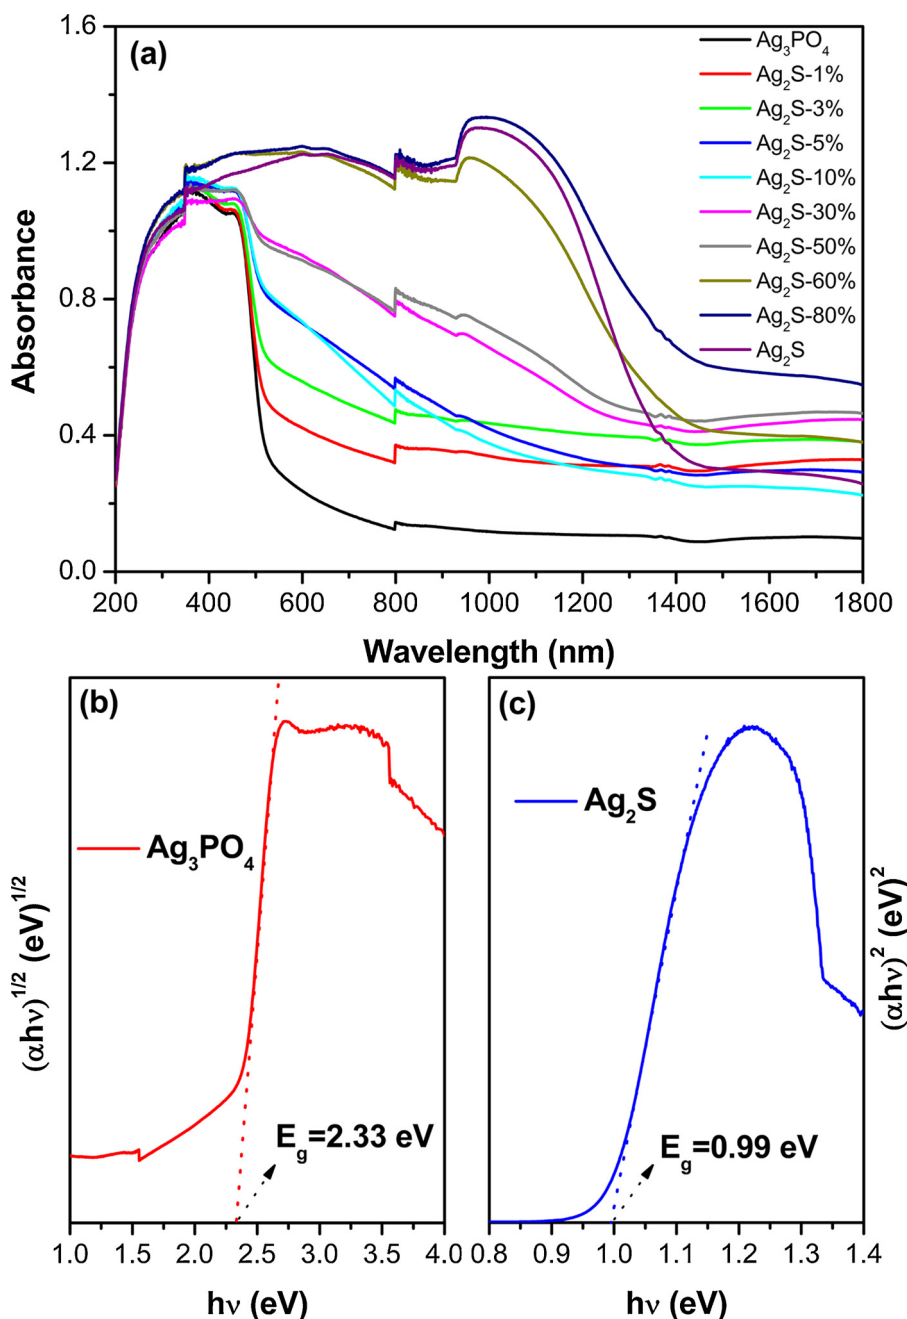 (a)
1.6
1.2
0.8
0.4
0.0
Absorbance
Ag₃PO₄
Ag₂S-1%
Ag₂S-3%
Ag₂S-5%
Ag₂S-10%
Ag₂S-30%
Ag₂S-50%
Ag₂S-60%
Ag₂S-80%
Ag₂S
200 400 600 800 1000 1200 1400 1600 1800
Wavelength (nm)
(b)
Ag₃PO₄
(αhν)^1/2 (eV)^1/2
E_g=2.33 eV
1.0 1.5 2.0 2.5 3.0 3.5 4.0
hν (eV)
(c)
Ag₂S
(αhν)² (eV)²
E_g=0.99 eV
0.8 0.9 1.0 1.1 1.2 1.3 1.4
hν (eV)